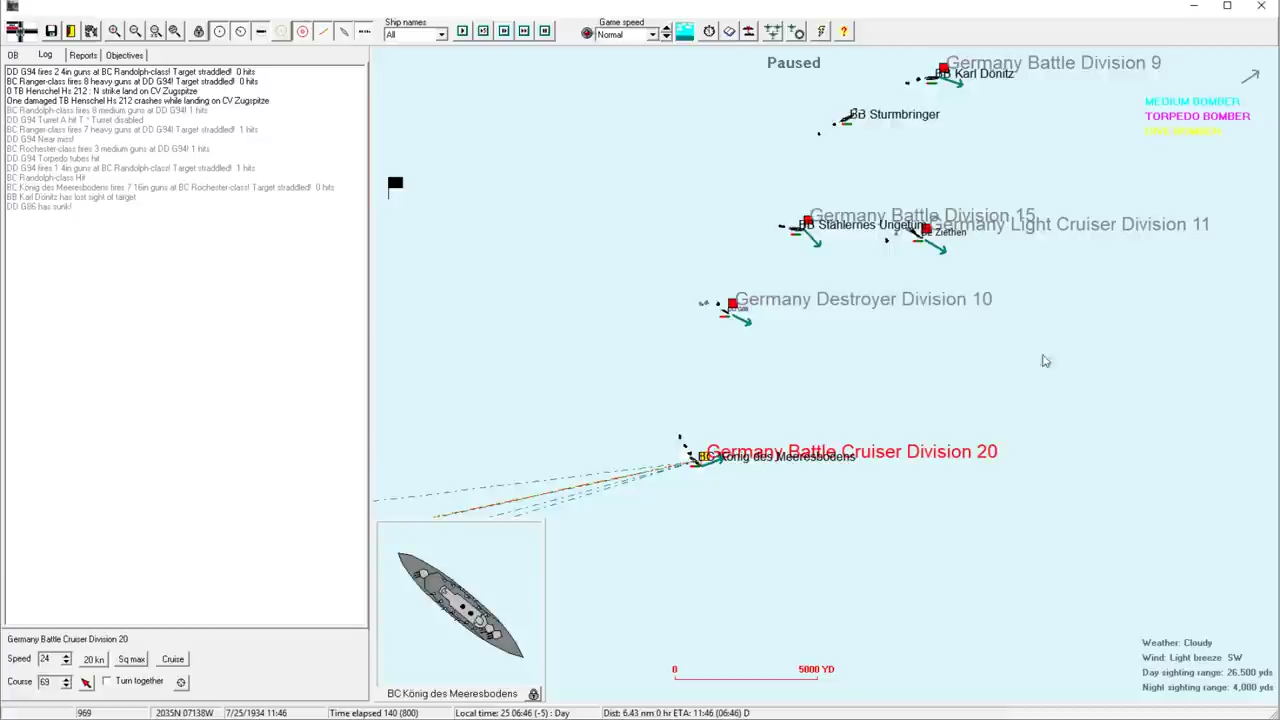 Ship names
All
Game speed
Normal
OB
Log
Reports
Objectives
DD G94 fires 2 4in guns at BC Randolph-class! Target straddled!  0 hits
BC Ranger-class fires 8 heavy guns at DD G94! Target straddled!  0 hits
0 TB Henschel Hs 212 : N strike land on CV Zugspitze
One damaged TB Henschel Hs 212 crashes while landing on CV Zugspitze
BC Randolph-class fires 8 medium guns at DD G94! 1 hits
DD G94 Turret A hit T * Turret disabled
BC Ranger-class fires 7 heavy guns at DD G94! Target straddled!  1 hits
DD G94 Near miss!
BC Rochester-class fires 3 medium guns at DD G94! 1 hits
DD G94 Torpedo tubes hit
DD G94 fires 1 4in guns at BC Randolph-class! Target straddled!  1 hits
BC Randolph-class Hit
BC König des Meeresbodens fires 7 16in guns at BC Rochester-class! Target straddled!  0 hits
BB Karl Dönitz has lost sight of target
DD G86 has sunk!
Paused
Germany Battle Division 9
BB Karl Dönitz
MEDIUM BOMBER
TORPEDO BOMBER
DIVE BOMBER
BB Sturmbringer
Germany Battle Division 15
BB Stählernes Ungetüm
Germany Light Cruiser Division 11
CL Ziethen
Germany Destroyer Division 10
Germany Battle Cruiser Division 20
BC König des Meeresbodens
Germany Battle Cruiser Division 20
Speed
24
20 kn
Sq max
Cruise
Course
69
Turn together
BC König des Meeresbodens
0
5000 YD
Weather: Cloudy
Wind: Light breeze  SW
Day sighting range: 26,500 yds
Night sighting range: 4,000 yds
969
2035N 07138W
7/25/1934 11:46
Time elapsed 140 (800)
Local time: 25 06:46 (-5) : Day
Dist: 6.43 nm 0 hr ETA: 11:46 (06:46) D